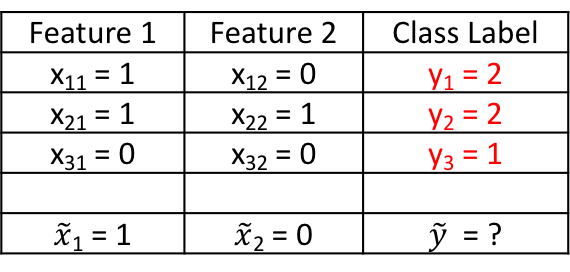 Feature 1 Feature 2 Class Label
x₁₁ = 1 x₁₂ = 0 y₁ = 2
x₂₁ = 1 x₂₂ = 1 y₂ = 2
x₃₁ = 0 x₃₂ = 0 y₃ = 1
x̃₁ = 1 x̃₂ = 0 ỹ = ?